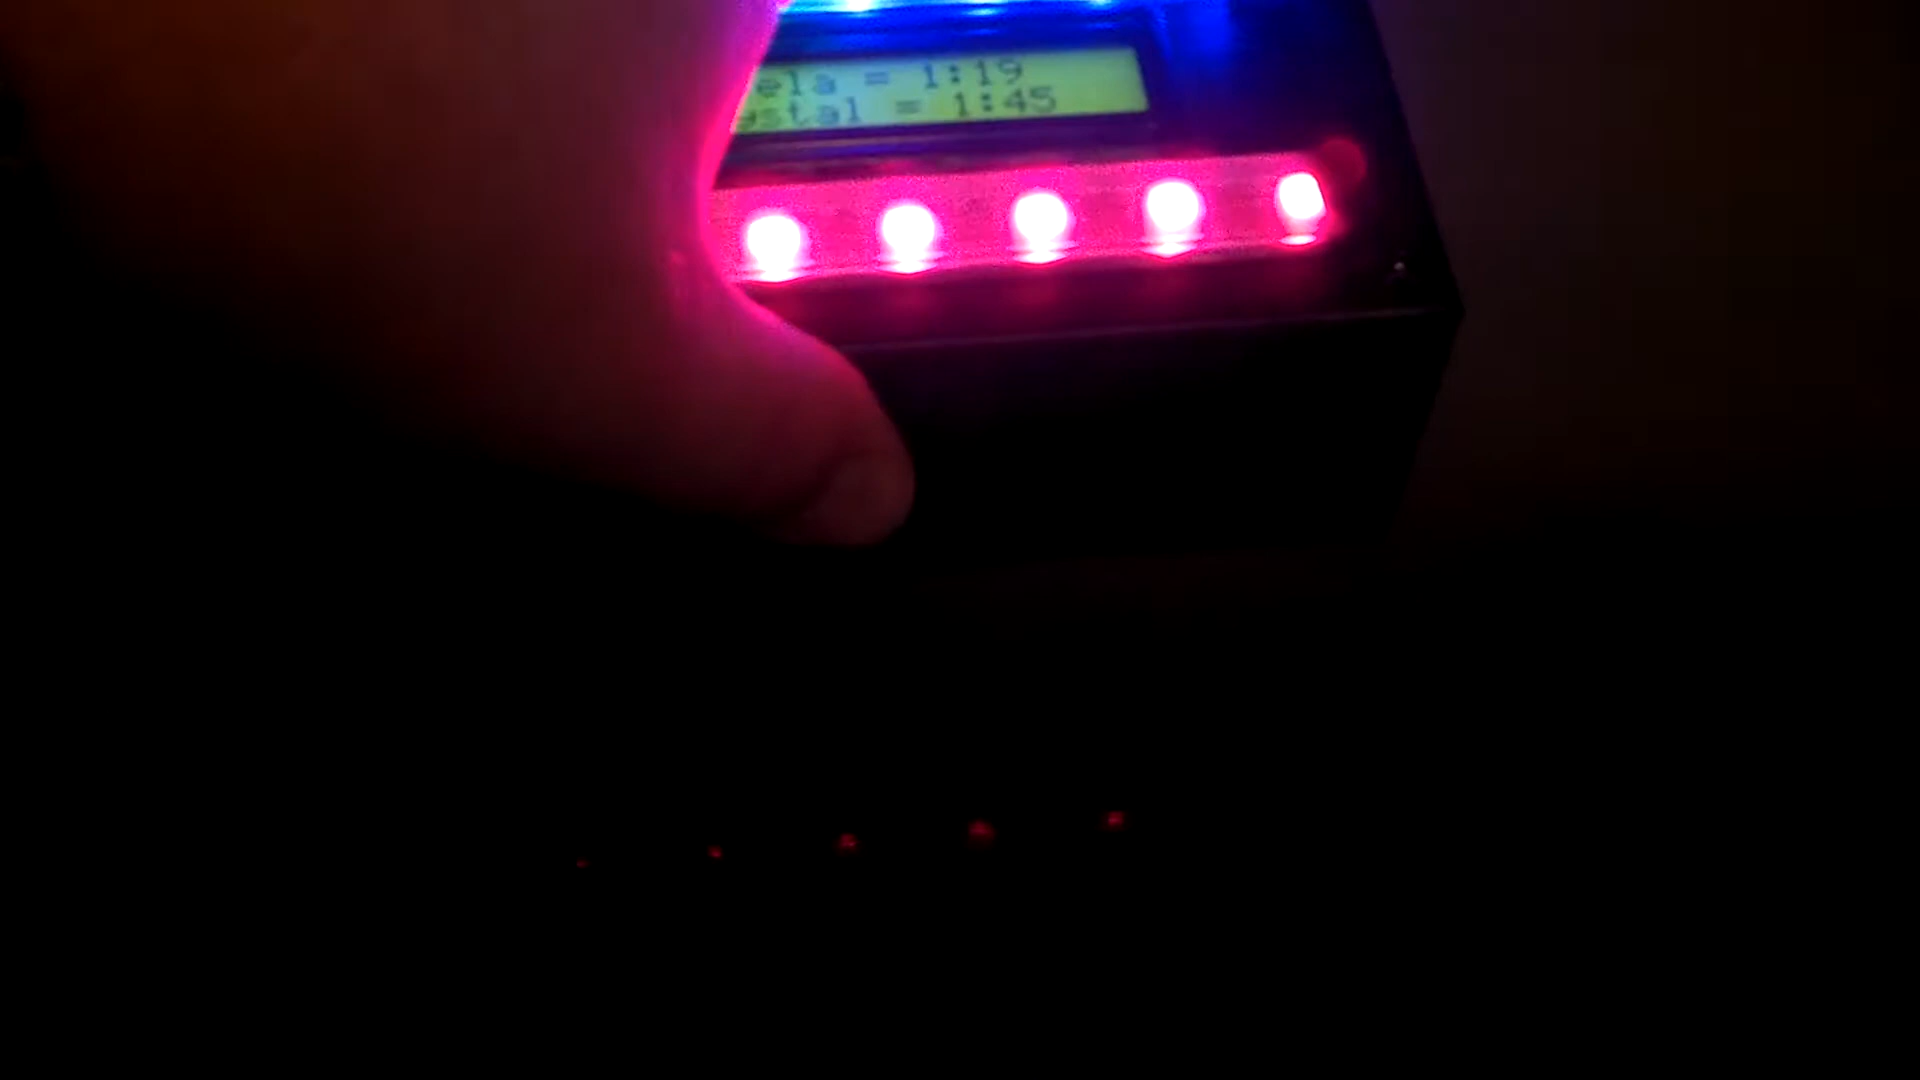 ela = 1:19
stal = 1:45